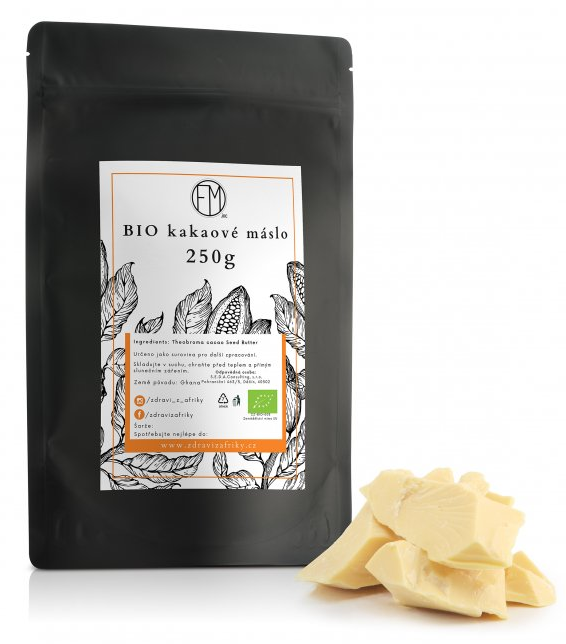 FM
BIO kakaové máslo
250g
Ingredients: Theobroma cacao Seed Butter
Určeno jako surovina pro další zpracování.
Skladujte v suchu, chraňte před teplem a přímým
slunečním zářením.
Odpovědná osoba:
S.E.D.A.Consulting, s.r.o.
Země původu: Ghana
/zdravi_z_afriky
/zdravizafriky
Šarže:
Spotřebujte nejlépe do:
www.zdravizafriky.cz